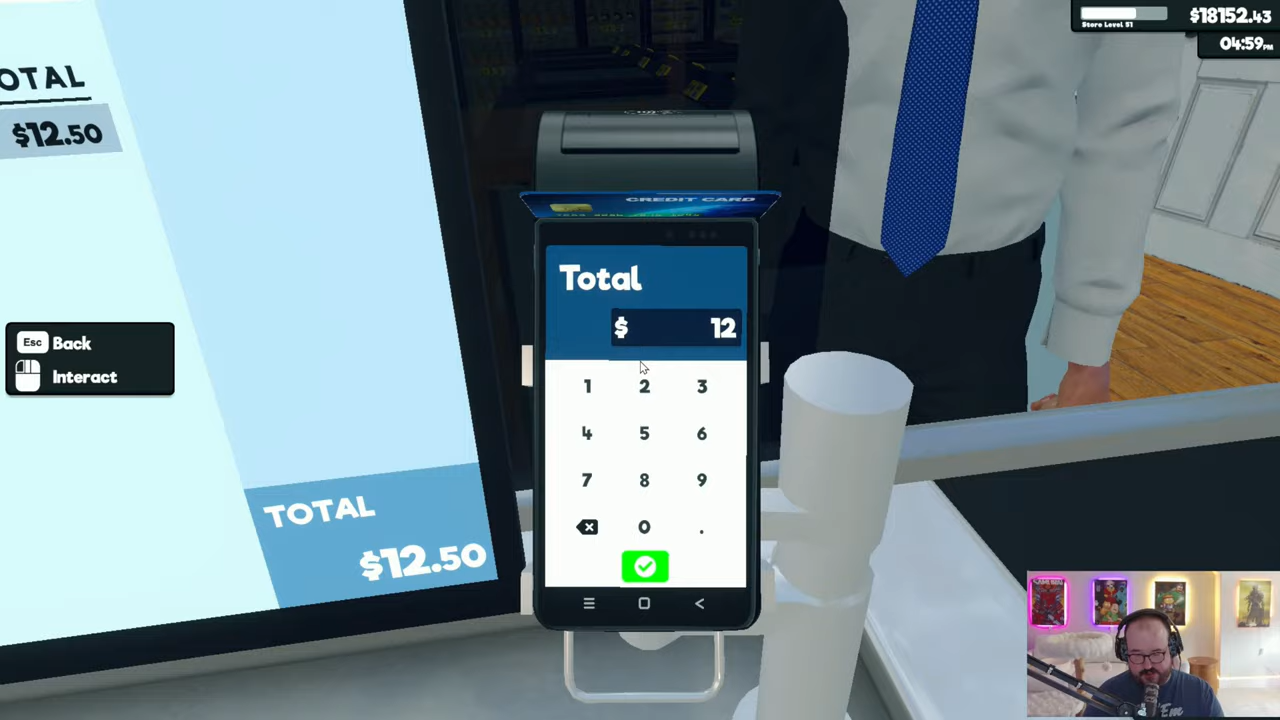 $18152.43
Store Level 51
04:59PM
OTAL
$12.50
CREDIT CARD
Total
$ 12
Esc Back
Interact
1 2 3
4 5 6
7 8 9
0 .
TOTAL
$12.50